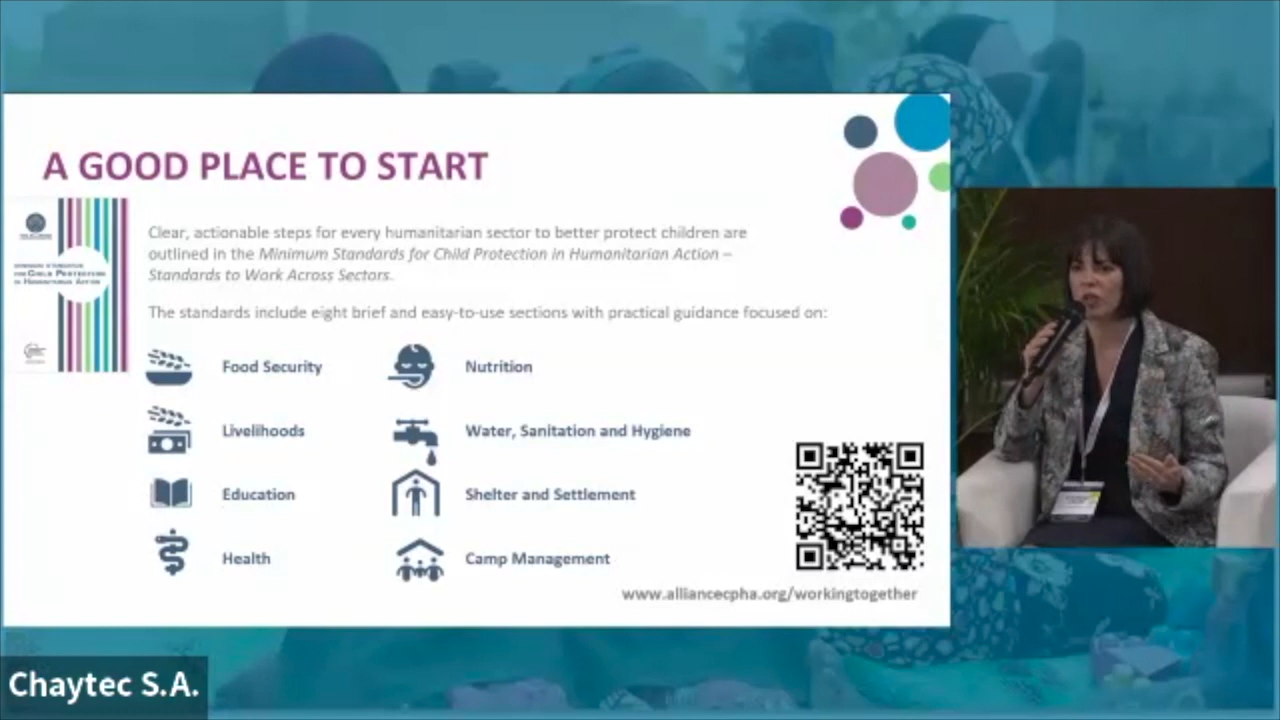 A GOOD PLACE TO START
Clear, actionable steps for every humanitarian sector to better protect children are
outlined in the Minimum Standards for Child Protection in Humanitarian Action –
Standards to Work Across Sectors.
The standards include eight brief and easy-to-use sections with practical guidance focused on:
Food Security
Nutrition
Livelihoods
Water, Sanitation and Hygiene
Education
Shelter and Settlement
Health
Camp Management
www.alliancecpha.org/workingtogether
Chaytec S.A.